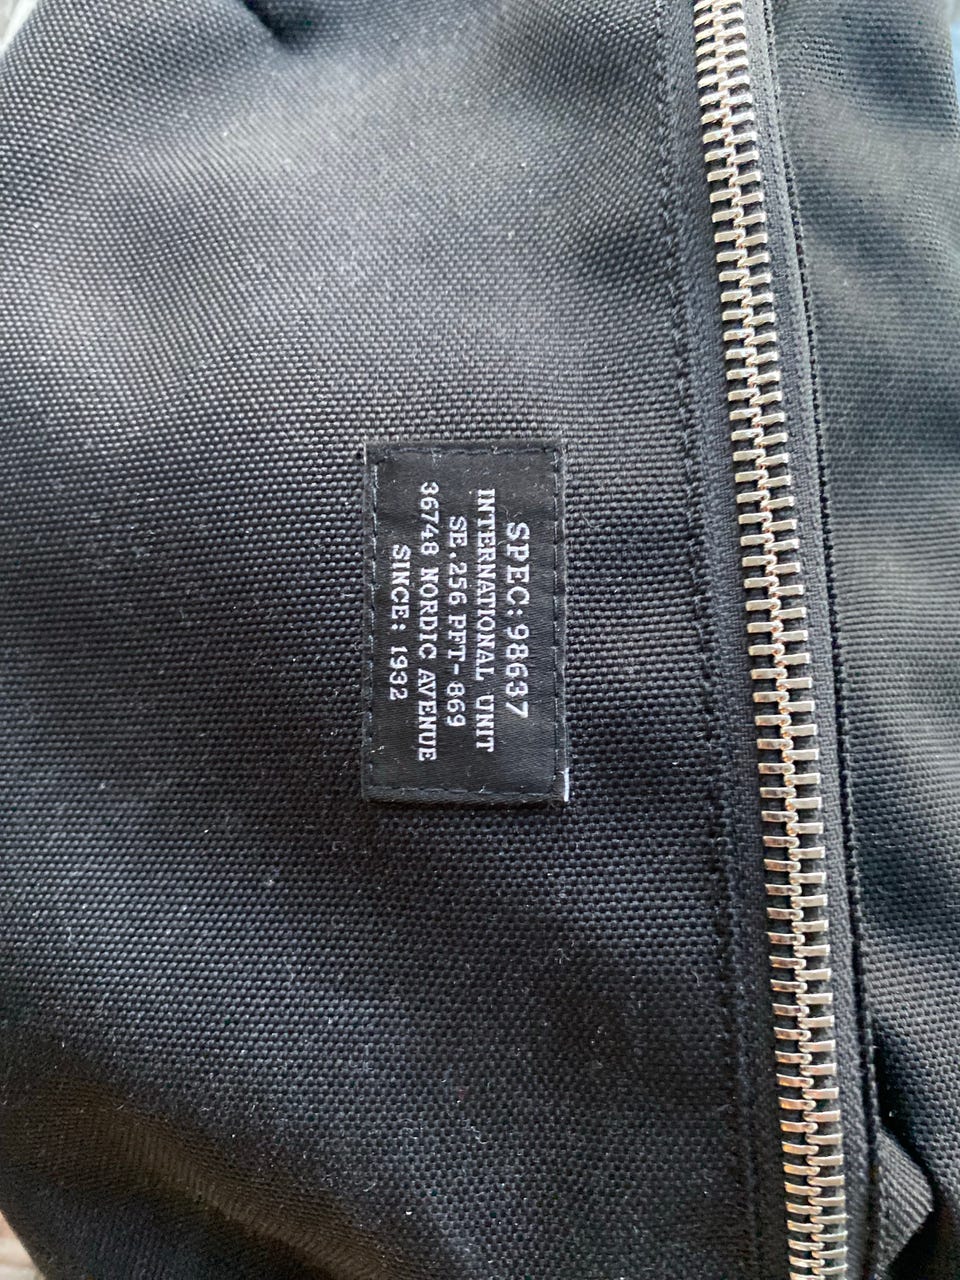 SPEC:98637
INTERNATIONAL UNIT
SE.256 PFT-869
36748 NORDIC AVENUE
SINCE: 1932